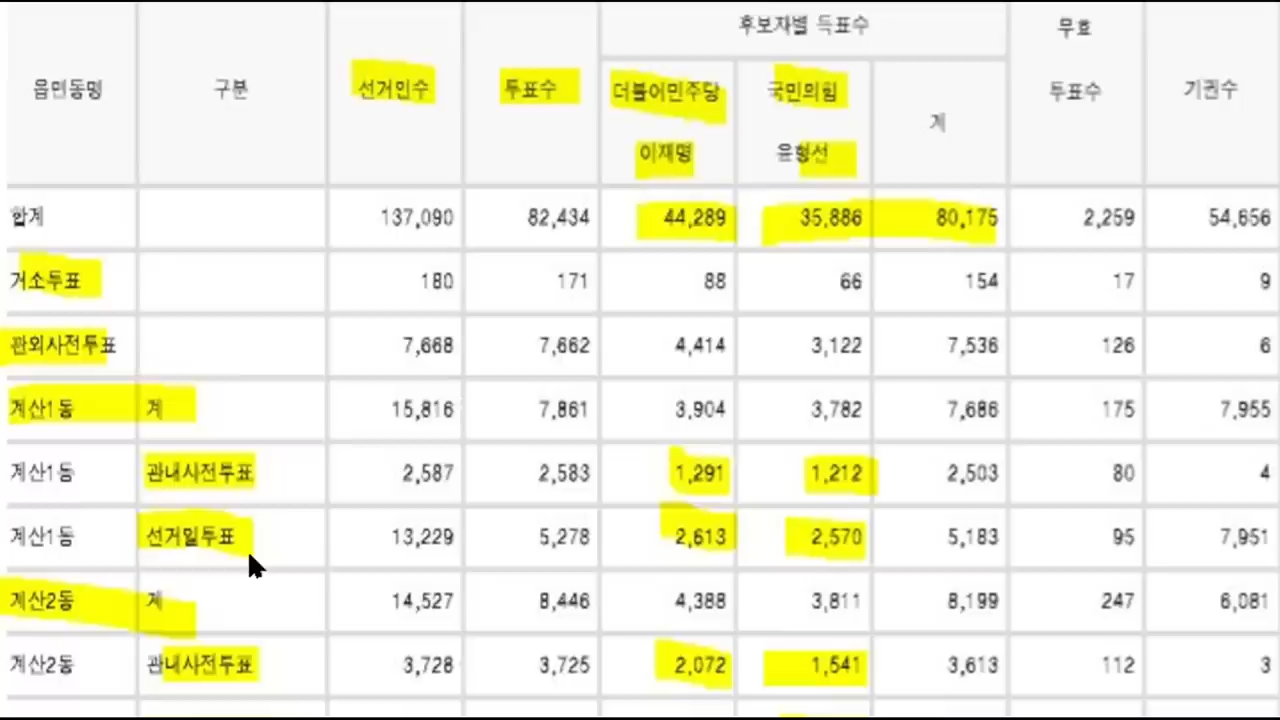 후보자별 득표수 무효
읍면동명 구분 선거인수 투표수 더불어민주당 국민의힘 계 투표수 기권수
이재명 윤형선
합계 137,090 82,434 44,289 35,886 80,175 2,259 54,656
거소투표 180 171 88 66 154 17 9
관외사전투표 7,668 7,662 4,414 3,122 7,536 126 6
계산1동 계 15,816 7,861 3,904 3,782 7,686 175 7,955
계산1동 관내사전투표 2,587 2,583 1,291 1,212 2,503 80 4
계산1동 선거일투표 13,229 5,278 2,613 2,570 5,183 95 7,951
계산2동 계 14,527 8,446 4,388 3,811 8,199 247 6,081
계산2동 관내사전투표 3,728 3,725 2,072 1,541 3,613 112 3